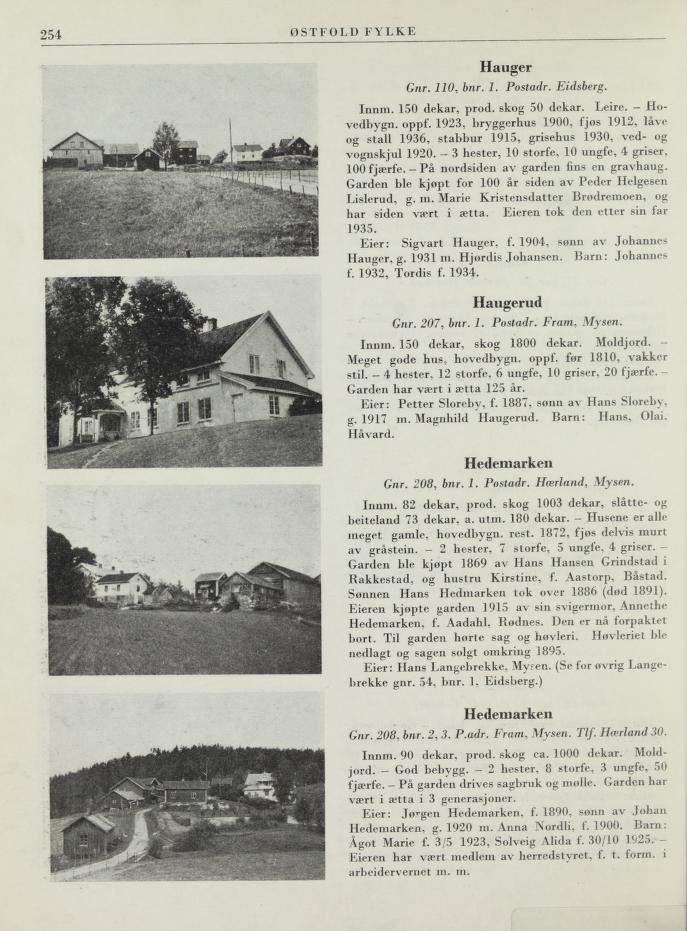 254
ØSTFOLD FYLKE
Hauger
Gnr. 110, bnr. 1. Postadr. Eidsberg.
Innm. 150 dekar, prod. skog 50 dekar. Leire. – Ho-
vedbygn. oppf. 1923, bryggerhus 1900, fjøs 1912, låve
og stall 1936, stabbur 1915, grisehus 1930, ved- og
vognskjul 1920. – 3 hester, 10 storfe, 10 ungfe, 4 griser,
100 fjærfe. – På nordsiden av garden fins en gravhaug.
Garden ble kjøpt for 100 år siden av Peder Helgesen
Lislerud, g. m. Marie Kristensdatter Brødremoen, og
har siden vært i ætta. Eieren tok den etter sin far
1935.
Eier: Sigvart Hauger, f. 1904, sønn av Johannes
Hauger, g. 1931 m. Hjørdis Johansen. Barn: Johannes
f. 1932, Tordis f. 1934.
Haugerud
Gnr. 207, bnr. 1. Postadr. Fram, Mysen.
Innm. 150 dekar, skog 1800 dekar. Moldjord. –
Meget gode hus, hovedbygn. oppf. før 1810, vakker
stil. – 4 hester, 12 storfe, 6 ungfe, 10 griser, 20 fjærfe. –
Garden har vært i ætta 125 år.
Eier: Petter Sloreby, f. 1887, sønn av Hans Sloreby,
g. 1917 m. Magnhild Haugerud. Barn: Hans, Olai,
Håvard.
Hedemarken
Gnr. 208, bnr. 1. Postadr. Hærland, Mysen.
Innm. 82 dekar, prod. skog 1003 dekar, slåtte- og
beiteland 73 dekar, a. utm. 180 dekar. – Husene er alle
meget gamle, hovedbygn. rest. 1872, fjøs delvis murt
av gråstein. – 2 hester, 7 storfe, 5 ungfe, 4 griser. –
Garden ble kjøpt 1869 av Hans Hansen Grindstad i
Rakkestad, og hustru Kirstine, f. Aastorp, Båstad.
Sønnen Hans Hedmarken tok over 1886 (død 1891).
Eieren kjøpte garden 1915 av sin svigermor, Annethe
Hedemarken, f. Aadahl, Rødnes. Den er nå forpaktet
bort. Til garden hørte sag og høvleri. Høvleriet ble
nedlagt og sagen solgt omkring 1895.
Eier: Hans Langebrekke, Mysen. (Se for øvrig Lange-
brekke gnr. 54, bnr. 1, Eidsberg.)
Hedemarken
Gnr. 208, bnr. 2, 3. P.adr. Fram, Mysen. Tlf. Hærland 30.
Innm. 90 dekar, prod. skog ca. 1000 dekar. Mold-
jord. – God bebygg. – 2 hester, 8 storfe, 3 ungfe, 50
fjærfe. – På garden drives sagbruk og mølle. Garden har
vært i ætta i 3 generasjoner.
Eier: Jørgen Hedemarken, f. 1890, sønn av Johan
Hedemarken, g. 1920 m. Anna Nordli, f. 1900. Barn:
Ågot Marie f. 3/5 1923, Solveig Alida f. 30/10 1925. –
Eieren har vært medlem av herredstyret, f. t. form. i
arbeidervernet m. m.